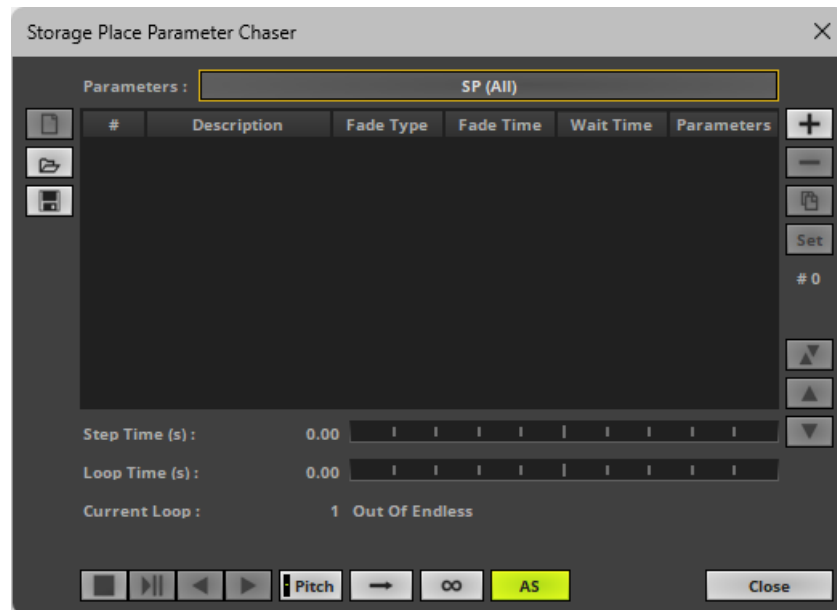 Storage Place Parameter Chaser
Parameters : SP (All)
# Description Fade Type Fade Time Wait Time Parameters
Set
# 0
Step Time (s) : 0.00
Loop Time (s) : 0.00
Current Loop : 1 Out Of Endless
Pitch → ∞ AS Close